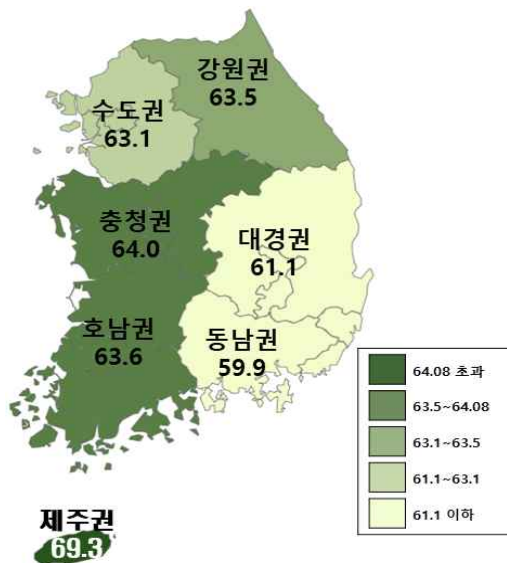 강원권
63.5
수도권
63.1
충청권
64.0
대경권
61.1
호남권
63.6
동남권
59.9
제주권
69.3
64.08 초과
63.5~64.08
63.1~63.5
61.1~63.1
61.1 이하